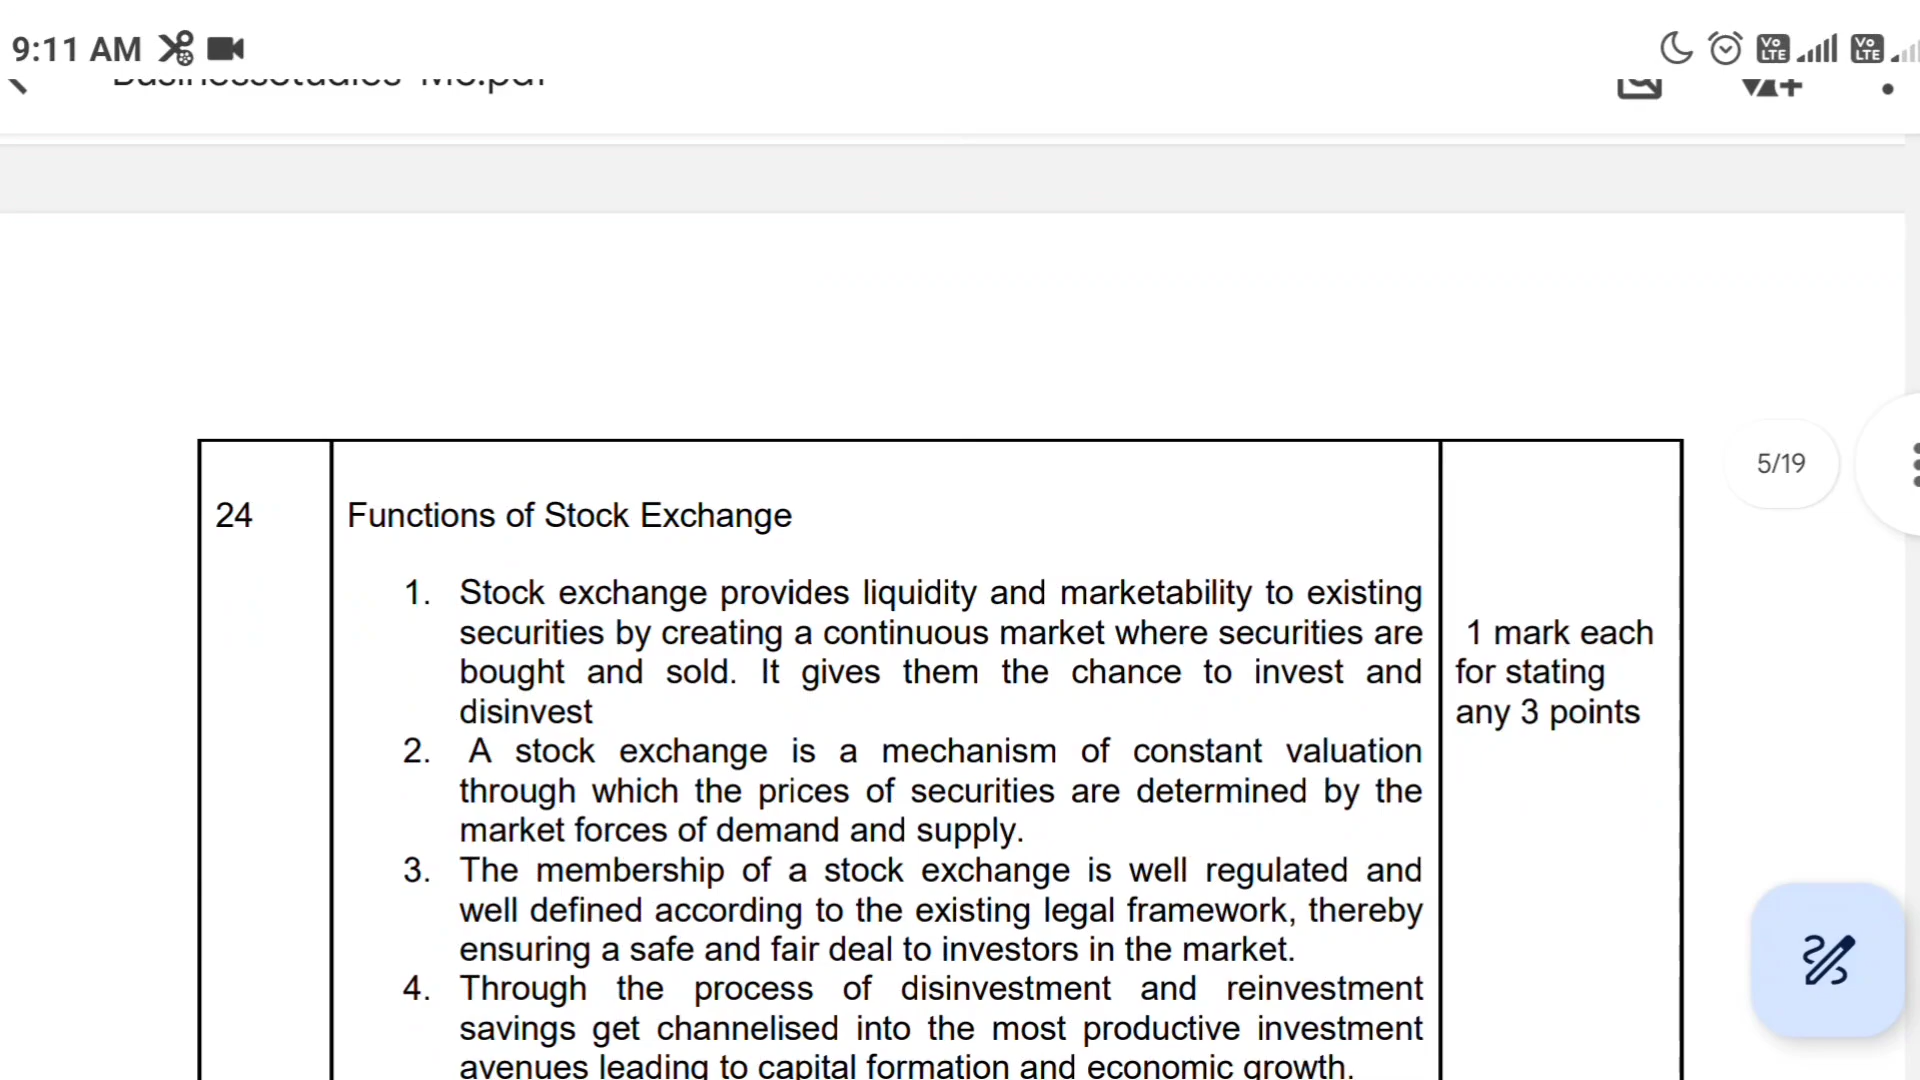 9:11 AM
BusinessStudies-MS.pdf
5/19
24
Functions of Stock Exchange
1. Stock exchange provides liquidity and marketability to existing
securities by creating a continuous market where securities are
bought and sold. It gives them the chance to invest and
disinvest
2. A stock exchange is a mechanism of constant valuation
through which the prices of securities are determined by the
market forces of demand and supply.
3. The membership of a stock exchange is well regulated and
well defined according to the existing legal framework, thereby
ensuring a safe and fair deal to investors in the market.
4. Through the process of disinvestment and reinvestment
savings get channelised into the most productive investment
avenues leading to capital formation and economic growth.
1 mark each
for stating
any 3 points